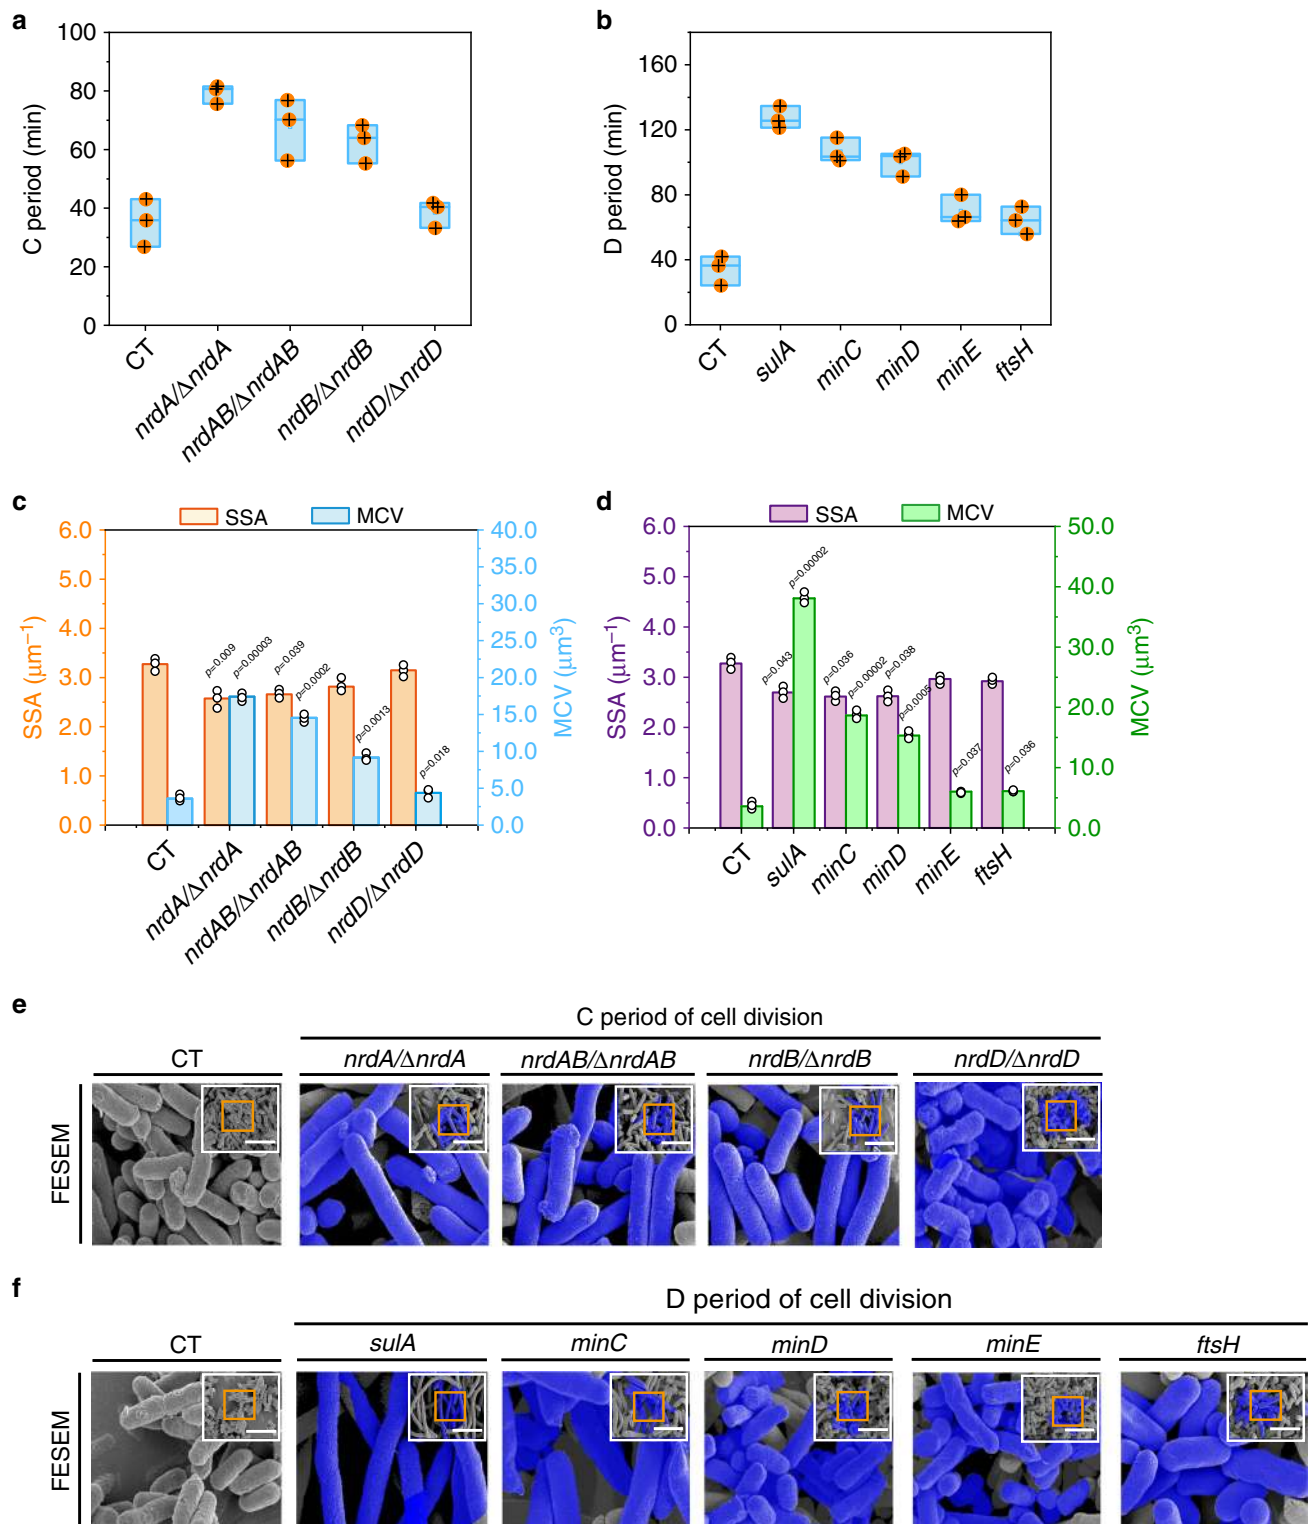 a
100
80
60
40
20
0
C period (min)
CT
nrdA/ΔnrdA
nrdAB/ΔnrdAB
nrdB/ΔnrdB
nrdD/ΔnrdD
b
160
120
80
40
0
D period (min)
CT
sulA
minC
minD
minE
ftsH
c
SSA
MCV
6.0
5.0
4.0
3.0
2.0
1.0
0.0
SSA (μm⁻¹)
40.0
35.0
30.0
25.0
20.0
15.0
10.0
5.0
0.0
MCV (μm³)
p=0.009
p=0.00003
p=0.039
p=0.0002
p=0.0013
p=0.018
CT
nrdA/ΔnrdA
nrdAB/ΔnrdAB
nrdB/ΔnrdB
nrdD/ΔnrdD
d
SSA
MCV
6.0
5.0
4.0
3.0
2.0
1.0
0.0
SSA (μm⁻¹)
50.0
40.0
30.0
20.0
10.0
0.0
MCV (μm³)
p=0.043
p=0.00002
p=0.036
p=0.00002
p=0.038
p=0.0005
p=0.037
p=0.036
CT
sulA
minC
minD
minE
ftsH
e
C period of cell division
CT
nrdA/ΔnrdA
nrdAB/ΔnrdAB
nrdB/ΔnrdB
nrdD/ΔnrdD
FESEM
f
D period of cell division
CT
sulA
minC
minD
minE
ftsH
FESEM